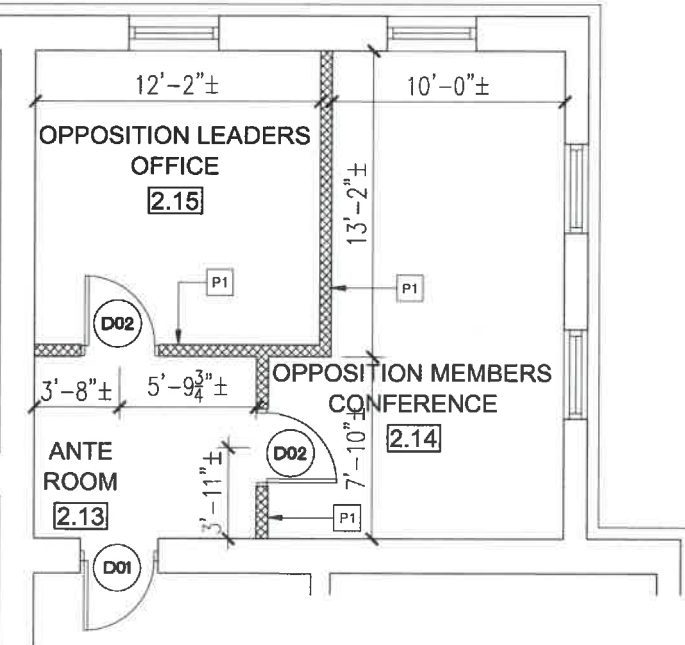 12'-2"±
10'-0"±
OPPOSITION LEADERS
OFFICE
2.15
13'-2"±
P1
P1
D02
3'-8"±
5'-9¾"±
OPPOSITION MEMBERS
CONFERENCE
2.14
ANTE
ROOM
2.13
D02
7'-10"±
3'-11"±
P1
D01